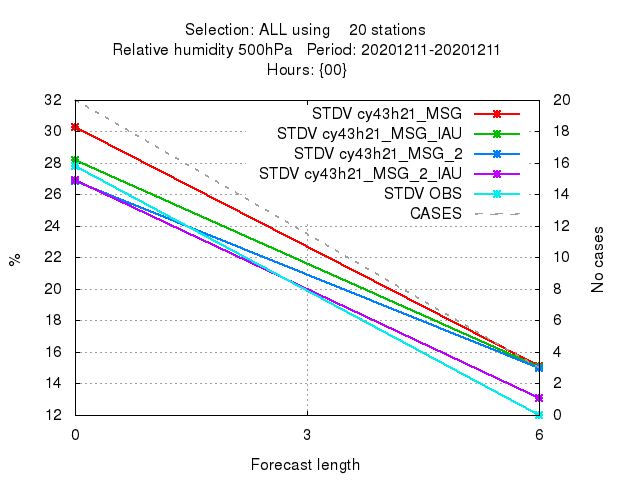 Selection: ALL using 20 stations
Relative humidity 500hPa Period: 20201211-20201211
Hours: {00}
32
30
28
26
24
22
20
18
16
14
12
20
18
16
14
12
10
8
6
4
2
0
STDV cy43h21_MSG
STDV cy43h21_MSG_IAU
STDV cy43h21_MSG_2
STDV cy43h21_MSG_2_IAU
STDV OBS
CASES
%
No cases
0 3 6
Forecast length